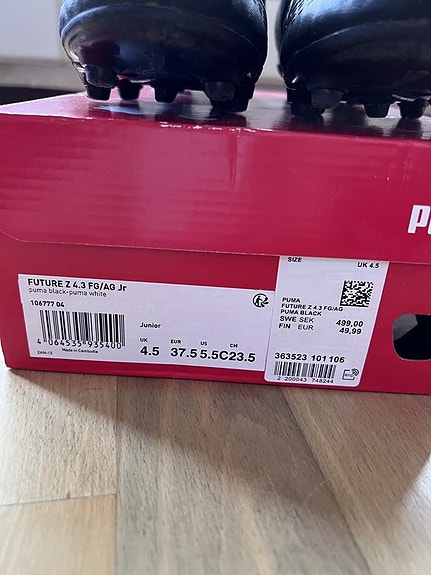 PU
FUTURE Z 4.3 FG/AG Jr
puma black-puma white
106777 04
4 064535 935400
EAN-13
Made in Cambodia
Junior
UK EUR US CM
4.5 37.5 5.5C 23.5
SIZE UK 4.5
PUMA
FUTURE Z 4.3 FG/AG
PUMA BLACK
SWE SEK 499,00
FIN EUR 49,99
363523 101 106
2 200043 748244